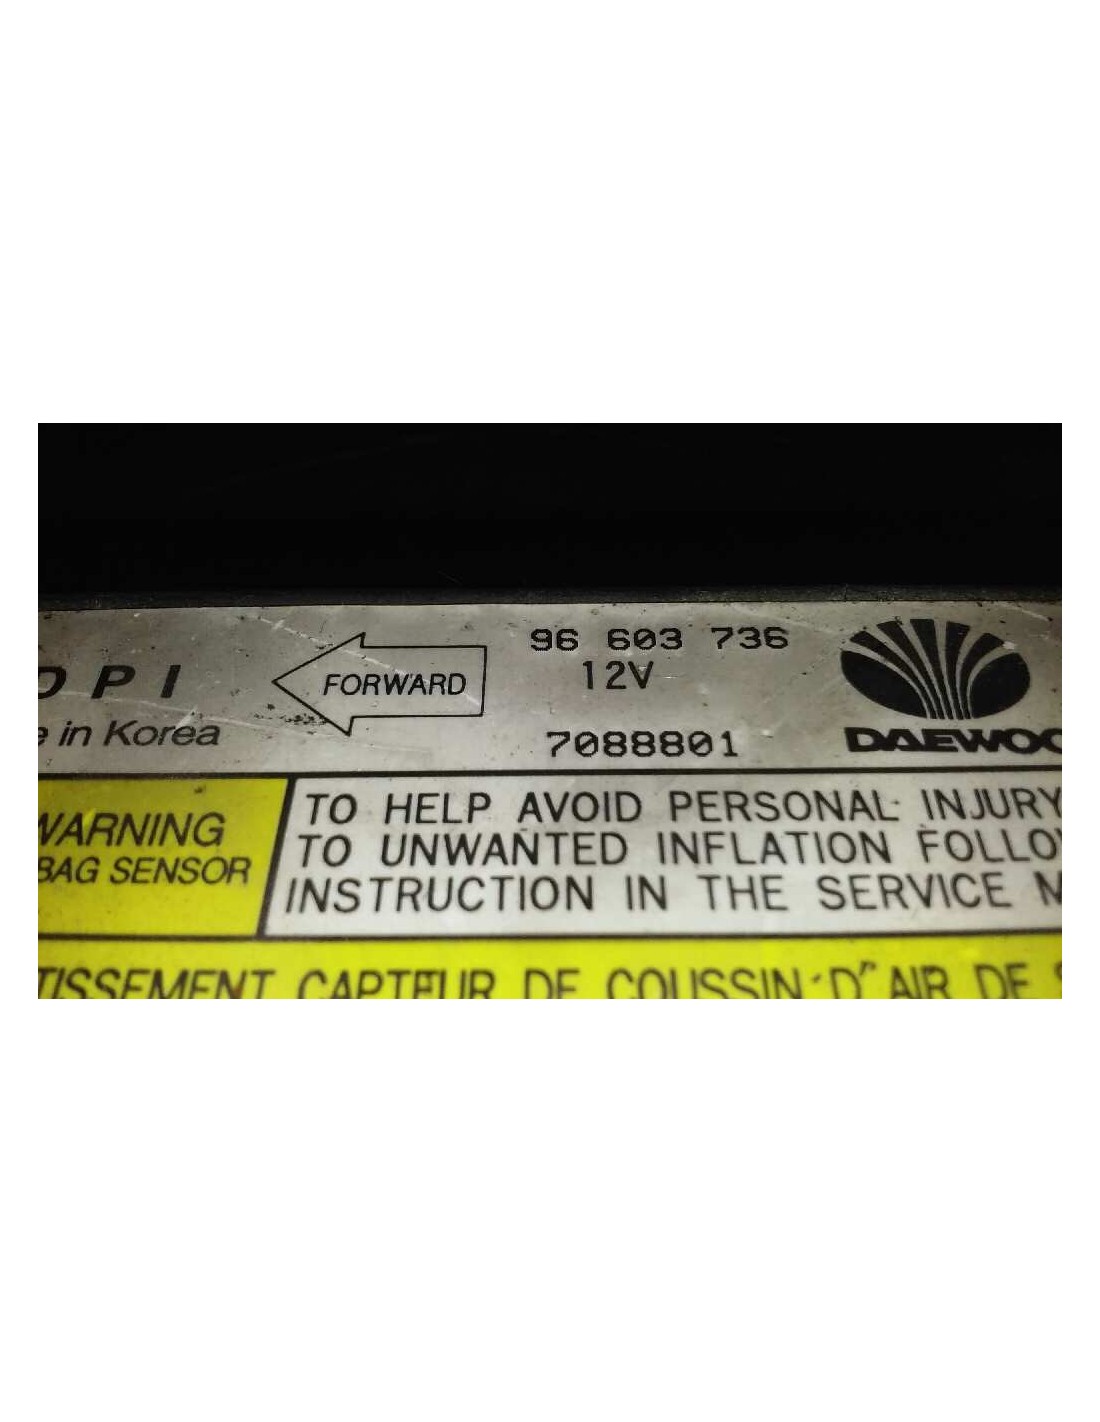 96 603 736
DPI FORWARD 12V
in Korea 7088801 DAEWOO
WARNING TO HELP AVOID PERSONAL INJURY
BAG SENSOR TO UNWANTED INFLATION FOLLO
INSTRUCTION IN THE SERVICE M
TISSEMENT CAPTEUR DE COUSSIN D'AIR DE